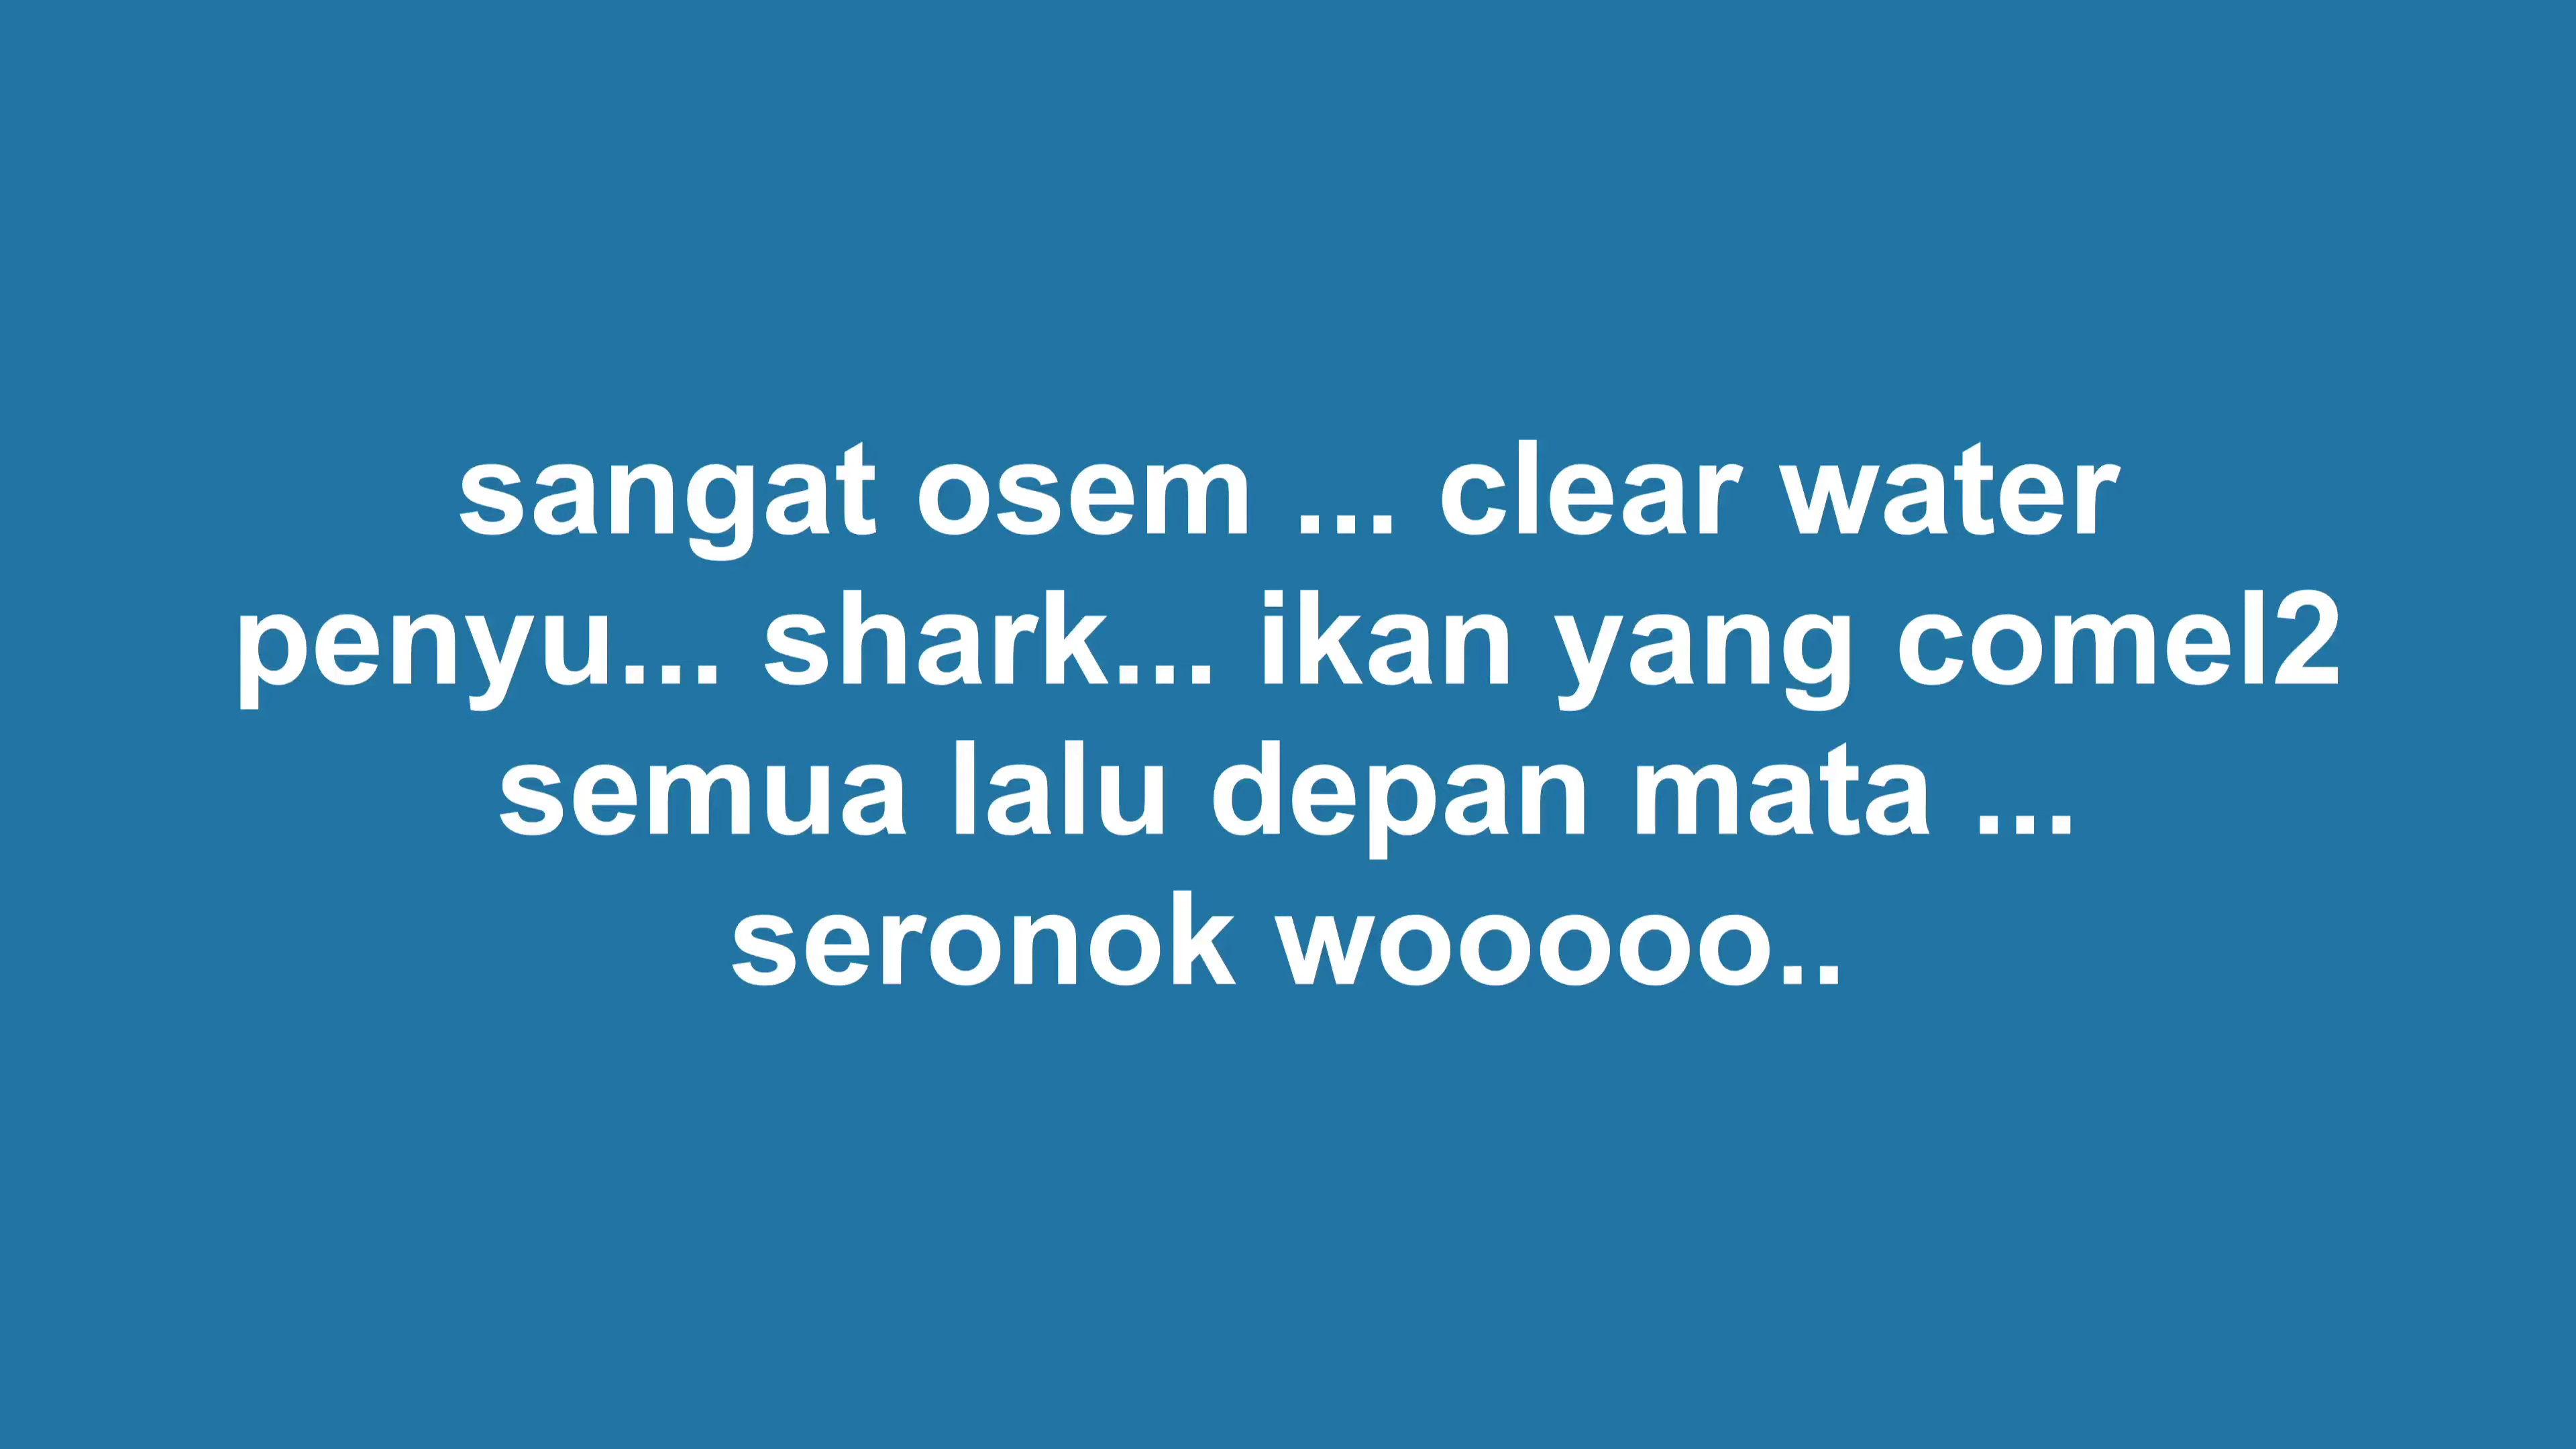 sangat osem ... clear water
penyu... shark... ikan yang comel2
semua lalu depan mata ...
seronok wooooo..